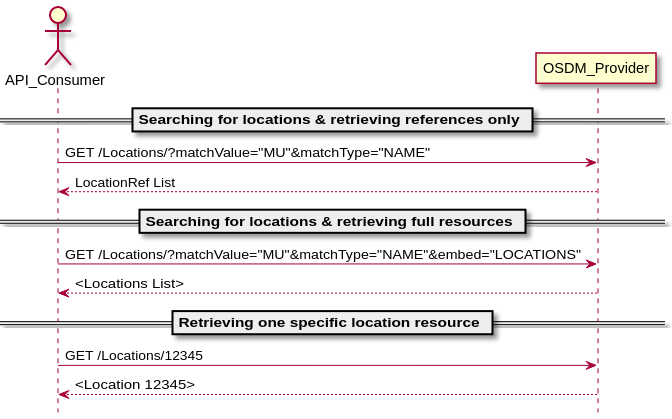 API_Consumer
OSDM_Provider
Searching for locations & retrieving references only
GET /Locations/?matchValue="MU"&matchType="NAME"
LocationRef List
Searching for locations & retrieving full resources
GET /Locations/?matchValue="MU"&matchType="NAME"&embed="LOCATIONS"
<Locations List>
Retrieving one specific location resource
GET /Locations/12345
<Location 12345>